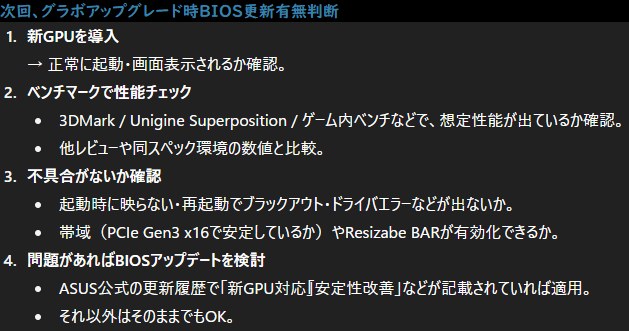 次回、グラボアップグレード時BIOS更新有無判断
1. 新GPUを導入
→ 正常に起動・画面表示されるか確認。
2. ベンチマークで性能チェック
• 3DMark / Unigine Superposition / ゲーム内ベンチなどで、想定性能が出ているか確認。
• 他レビューや同スペック環境の数値と比較。
3. 不具合がないか確認
• 起動時に映らない・再起動でブラックアウト・ドライバエラーなどが出ないか。
• 帯域（PCIe Gen3 x16で安定しているか）やResizabe BARが有効化できるか。
4. 問題があればBIOSアップデートを検討
• ASUS公式の更新履歴で「新GPU対応」「安定性改善」などが記載されていれば適用。
• それ以外はそのままでもOK。